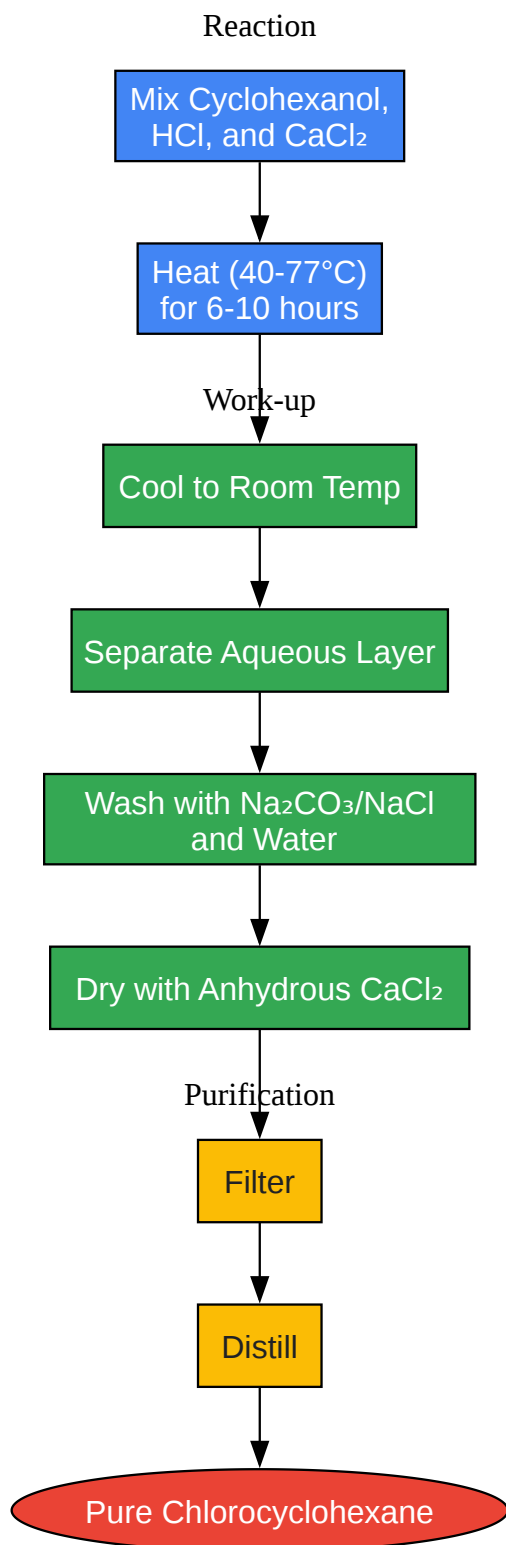 Reaction
Mix Cyclohexanol,
HCl, and CaCl₂
Heat (40-77°C)
for 6-10 hours
Work-up
Cool to Room Temp
Separate Aqueous Layer
Wash with Na₂CO₃/NaCl
and Water
Dry with Anhydrous CaCl₂
Purification
Filter
Distill
Pure Chlorocyclohexane